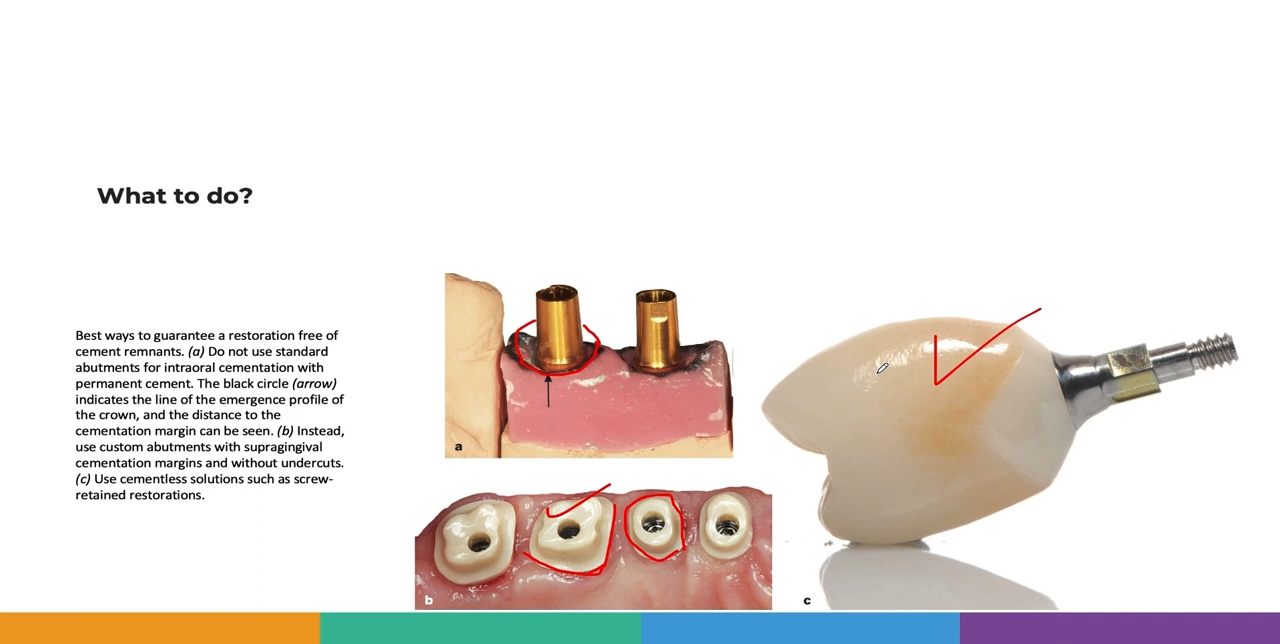 What to do?
Best ways to guarantee a restoration free of
cement remnants. (a) Do not use standard
abutments for intraoral cementation with
permanent cement. The black circle (arrow)
indicates the line of the emergence profile of
the crown, and the distance to the
cementation margin can be seen. (b) Instead,
use custom abutments with supragingival
cementation margins and without undercuts.
(c) Use cementless solutions such as screw-
retained restorations.
a
b
c